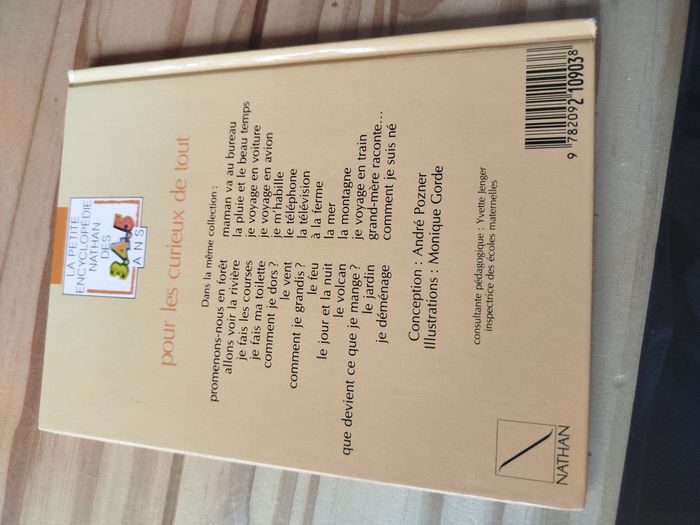 LA PETITE
ENCYCLOPÉDIE
NATHAN
DES
3.4.5
ANS
pour les curieux de tout
Dans la même collection :
promenons-nous en forêt
allons voir la rivière
je fais les courses
je fais ma toilette
comment je dors ?
le vent
comment je grandis ?
le feu
le jour et la nuit
le volcan
que devient ce que je mange ?
le jardin
je déménage
maman va au bureau
la pluie et le beau temps
je voyage en voiture
je voyage en avion
je m'habille
le téléphone
la télévision
à la ferme
la mer
la montagne
je voyage en train
grand-mère raconte...
comment je suis né
Conception : André Pozner
Illustrations : Monique Gorde
consultante pédagogique : Yvette Jenger
inspectrice des écoles maternelles
NATHAN
9 782092 109038